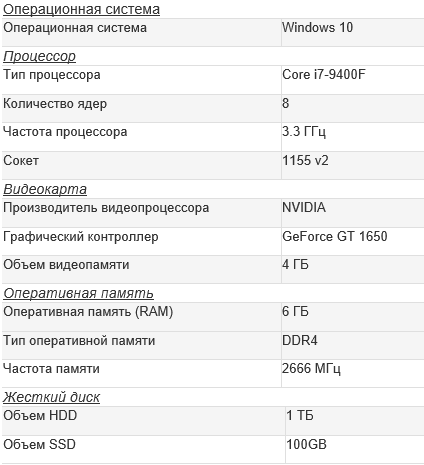 Операционная система
Операционная система Windows 10
Процессор
Тип процессора Core i7-9400F
Количество ядер 8
Частота процессора 3.3 ГГц
Сокет 1155 v2
Видеокарта
Производитель видеопроцессора NVIDIA
Графический контроллер GeForce GT 1650
Объем видеопамяти 4 ГБ
Оперативная память
Оперативная память (RAM) 6 ГБ
Тип оперативной памяти DDR4
Частота памяти 2666 МГц
Жесткий диск
Объем HDD 1 ТБ
Объем SSD 100GB